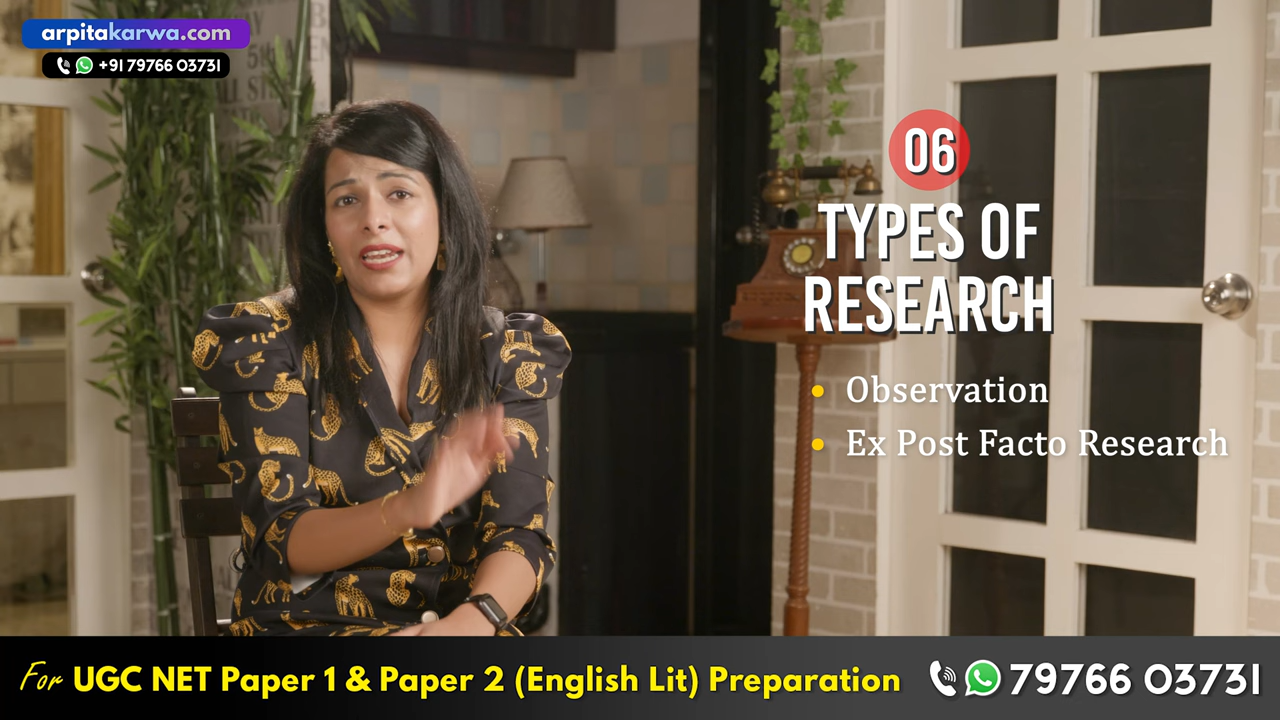 arpitakarwa.com
+91 79766 03731
06
TYPES OF
RESEARCH
Observation
Ex Post Facto Research
For UGC NET Paper 1 & Paper 2 (English Lit) Preparation
79766 03731